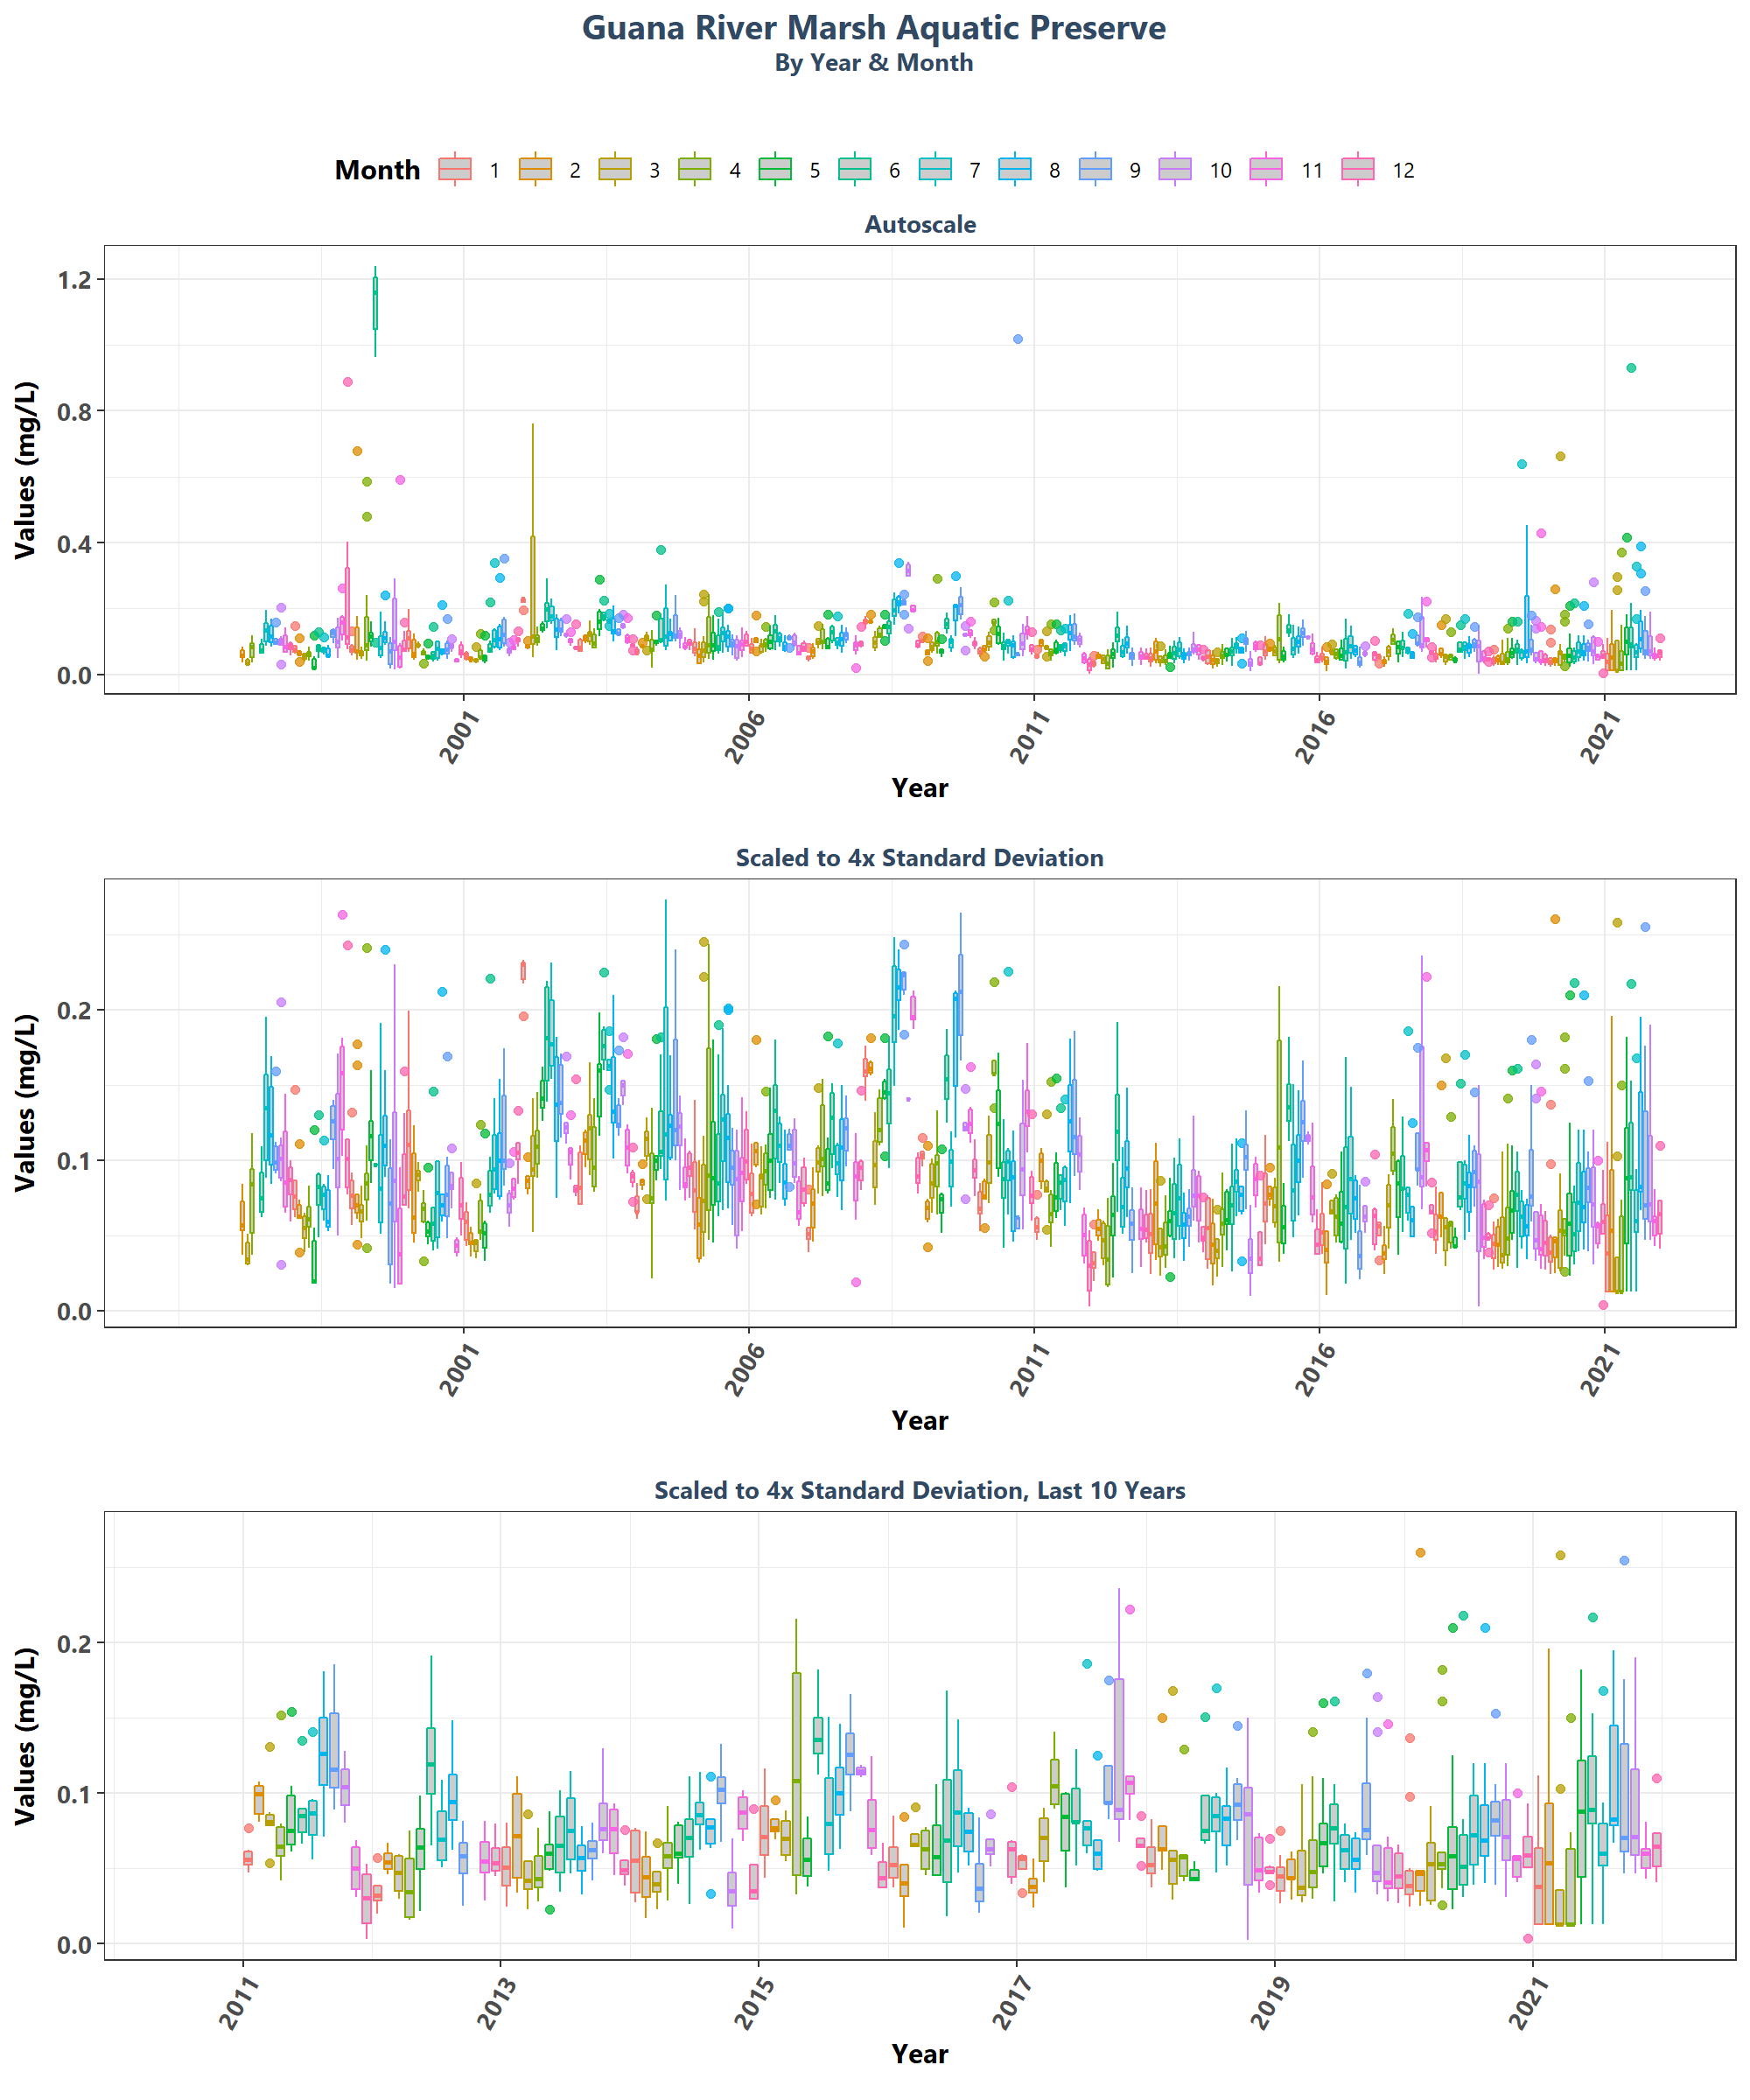 Guana River Marsh Aquatic Preserve
By Year & Month
Month 1 2 3 4 5 6 7 8 9 10 11 12
Autoscale
Values (mg/L)
1.2
0.8
0.4
0.0
2001 2006 2011 2016 2021
Year
Scaled to 4x Standard Deviation
Values (mg/L)
0.2
0.1
0.0
2001 2006 2011 2016 2021
Year
Scaled to 4x Standard Deviation, Last 10 Years
Values (mg/L)
0.2
0.1
0.0
2011 2013 2015 2017 2019 2021
Year